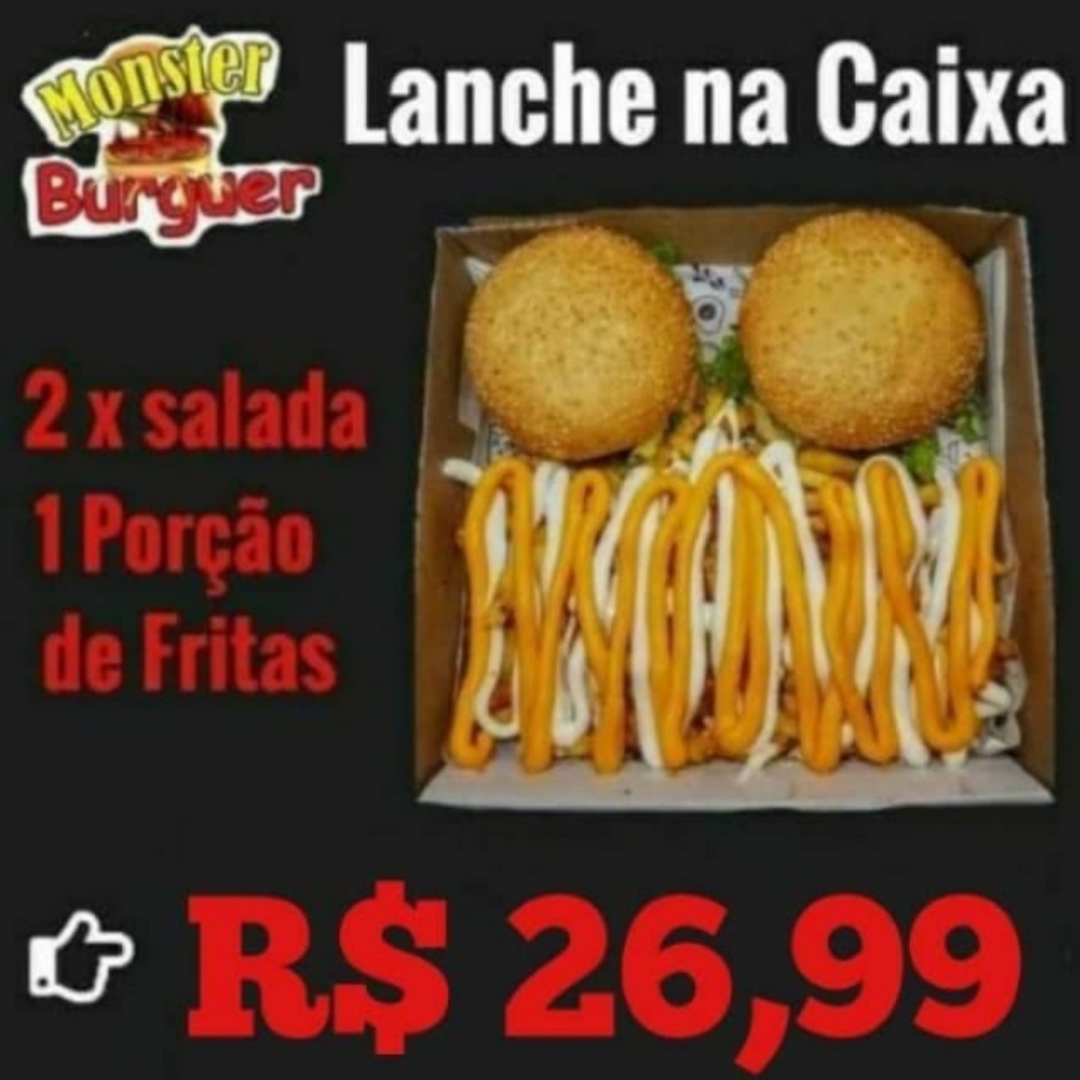 Monster
Burguer
Lanche na Caixa
2 x salada
1 Porção
de Fritas
R$ 26,99